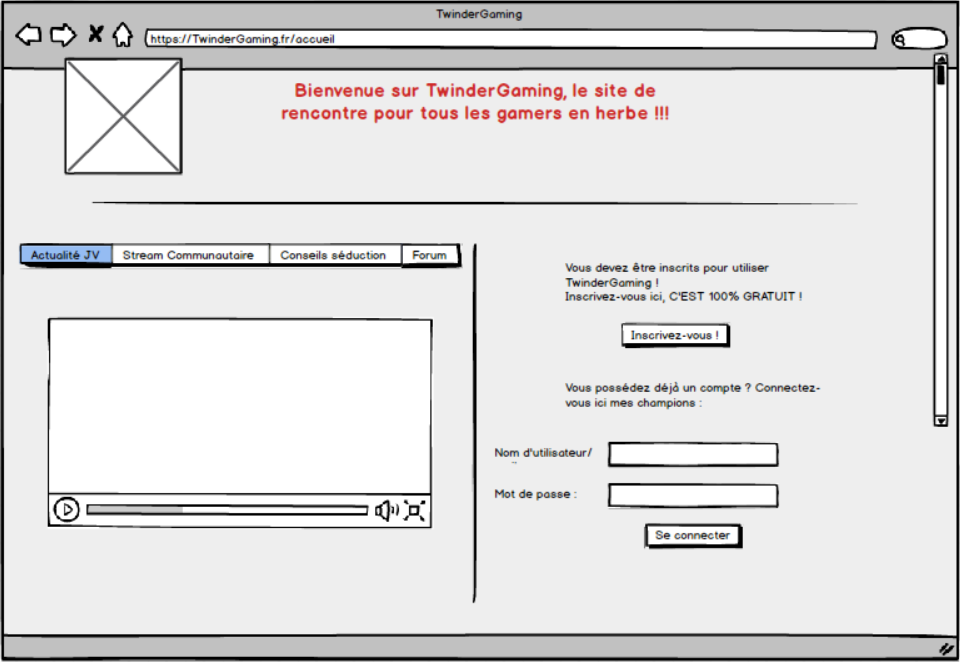 TwinderGaming
https://TwinderGaming.fr/accueil
Bienvenue sur TwinderGaming, le site de
rencontre pour tous les gamers en herbe !!!
Actualité JV
Stream Communautaire
Conseils séduction
Forum
Vous devez être inscrits pour utiliser
TwinderGaming !
Inscrivez-vous ici, C'EST 100% GRATUIT !
Inscrivez-vous !
Vous possédez déjà un compte ? Connectez-
vous ici mes champions :
Nom d'utilisateur/
Mot de passe :
Se connecter